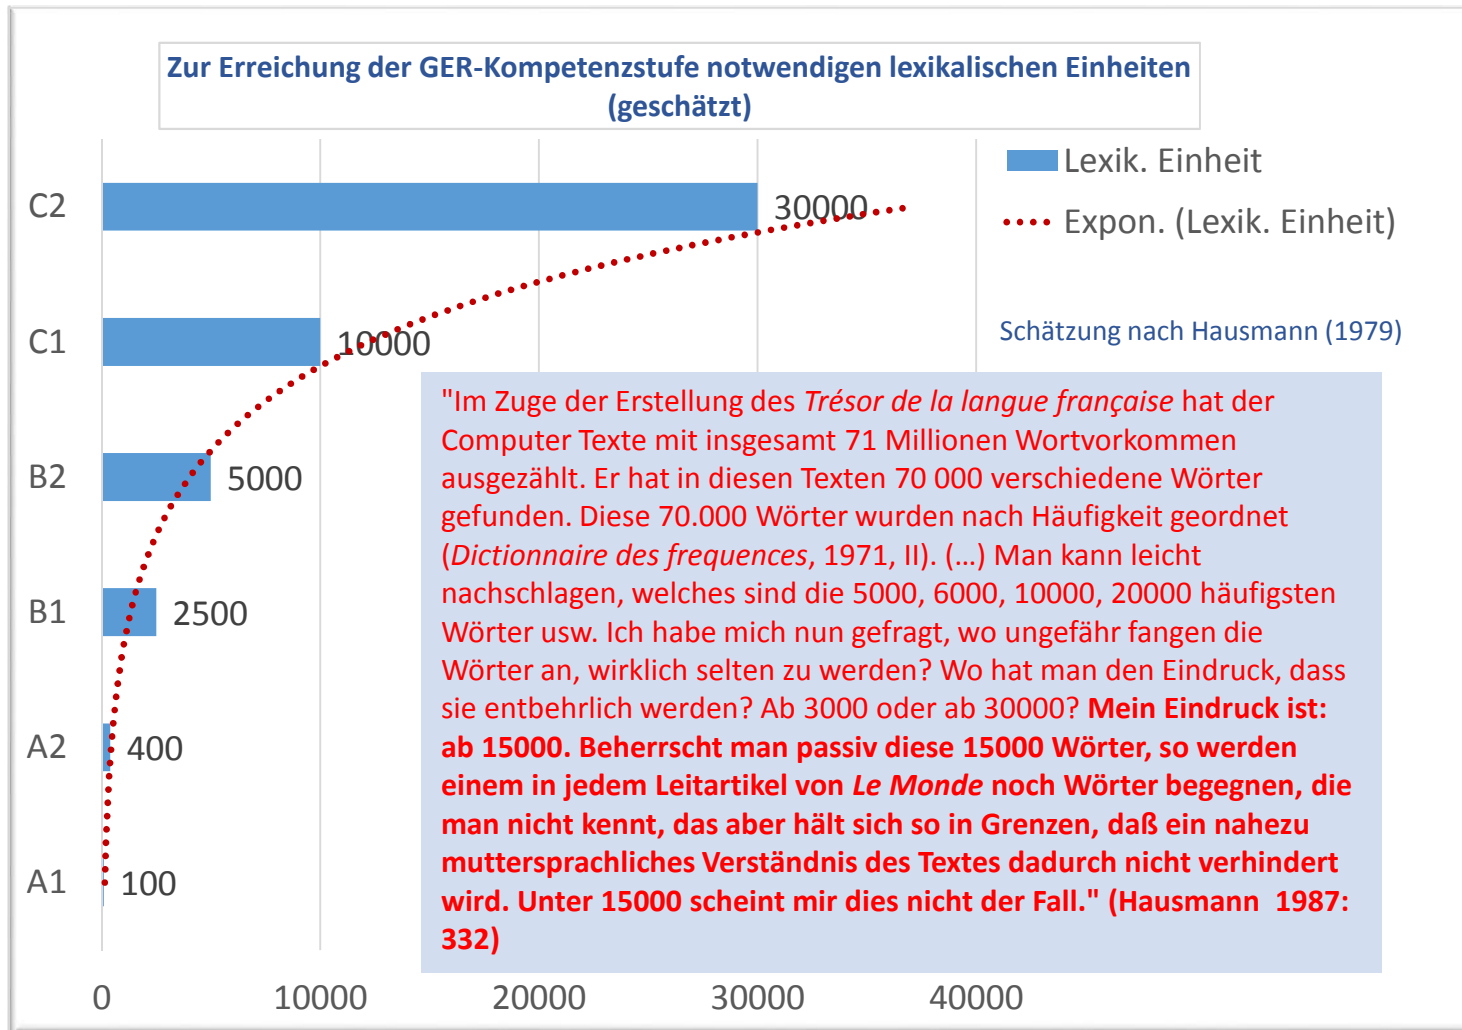 Zur Erreichung der GER-Kompetenzstufe notwendigen lexikalischen Einheiten
(geschätzt)
Lexik. Einheit
Expon. (Lexik. Einheit)
Schätzung nach Hausmann (1979)
C2
30000
C1
10000
B2
5000
B1
2500
A2
400
A1
100
"Im Zuge der Erstellung des Trésor de la langue française hat der
Computer Texte mit insgesamt 71 Millionen Wortvorkommen
ausgezählt. Er hat in diesen Texten 70 000 verschiedene Wörter
gefunden. Diese 70.000 Wörter wurden nach Häufigkeit geordnet
(Dictionnaire des frequences, 1971, II). (…) Man kann leicht
nachschlagen, welches sind die 5000, 6000, 10000, 20000 häufigsten
Wörter usw. Ich habe mich nun gefragt, wo ungefähr fangen die
Wörter an, wirklich selten zu werden? Wo hat man den Eindruck, dass
sie entbehrlich werden? Ab 3000 oder ab 30000? Mein Eindruck ist:
ab 15000. Beherrscht man passiv diese 15000 Wörter, so werden
einem in jedem Leitartikel von Le Monde noch Wörter begegnen, die
man nicht kennt, das aber hält sich so in Grenzen, daß ein nahezu
muttersprachliches Verständnis des Textes dadurch nicht verhindert
wird. Unter 15000 scheint mir dies nicht der Fall." (Hausmann 1987:
332)
0 10000 20000 30000 40000